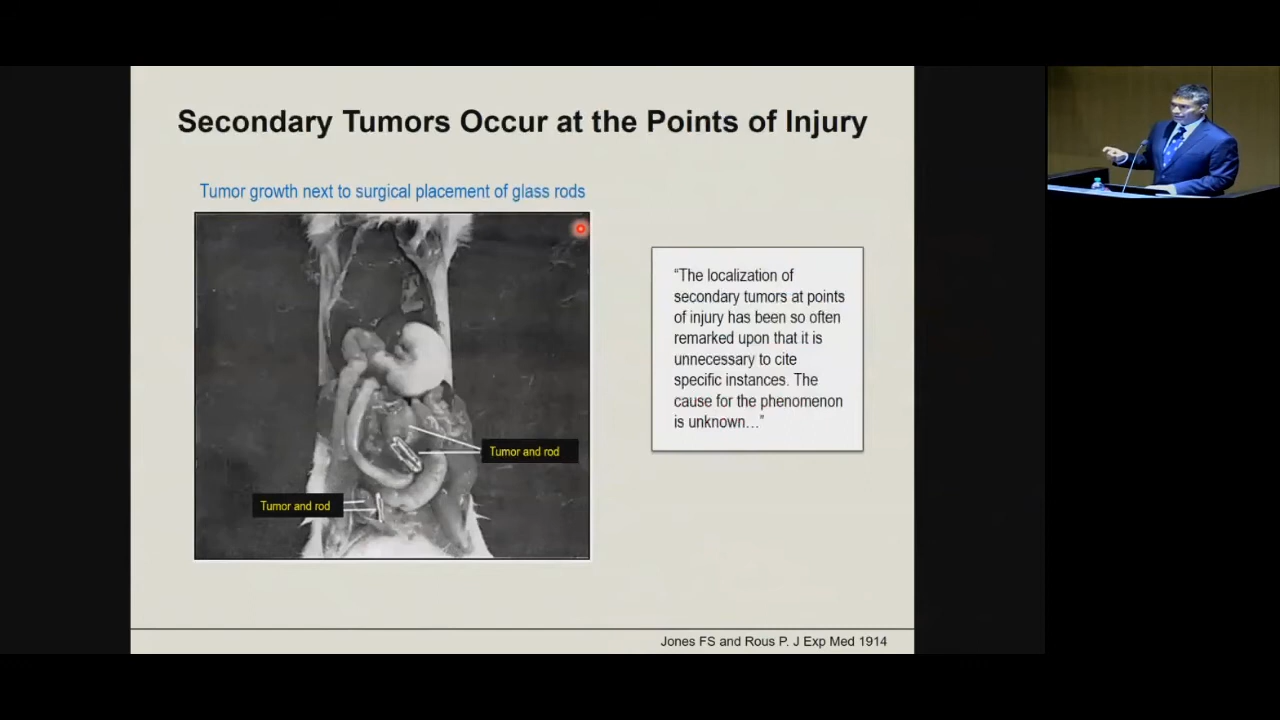 Secondary Tumors Occur at the Points of Injury
Tumor growth next to surgical placement of glass rods
Tumor and rod
Tumor and rod
“The localization of
secondary tumors at points
of injury has been so often
remarked upon that it is
unnecessary to cite
specific instances. The
cause for the phenomenon
is unknown…”
Jones FS and Rous P. J Exp Med 1914